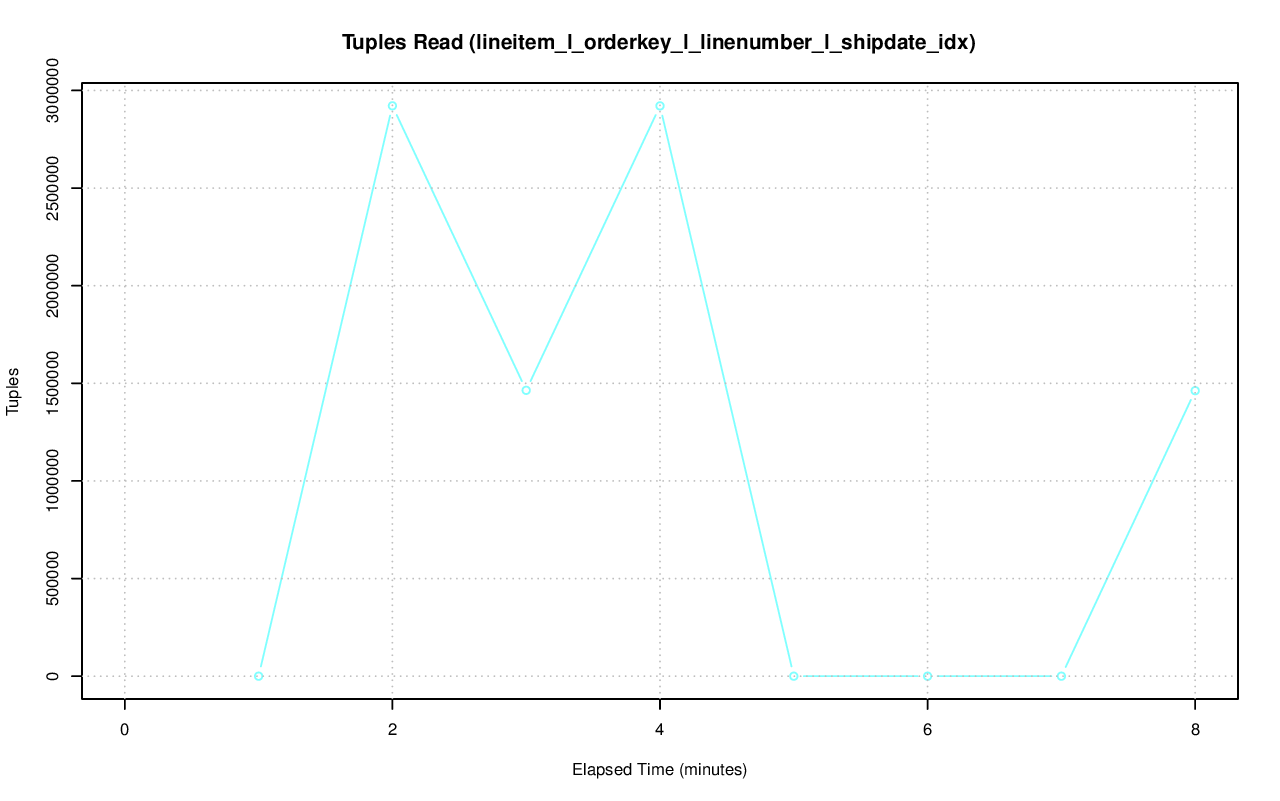 Tuples Read (lineitem_l_orderkey_l_linenumber_l_shipdate_idx)
3000000
2500000
2000000
1500000
1000000
500000
0
Tuples
0 2 4 6 8
Elapsed Time (minutes)